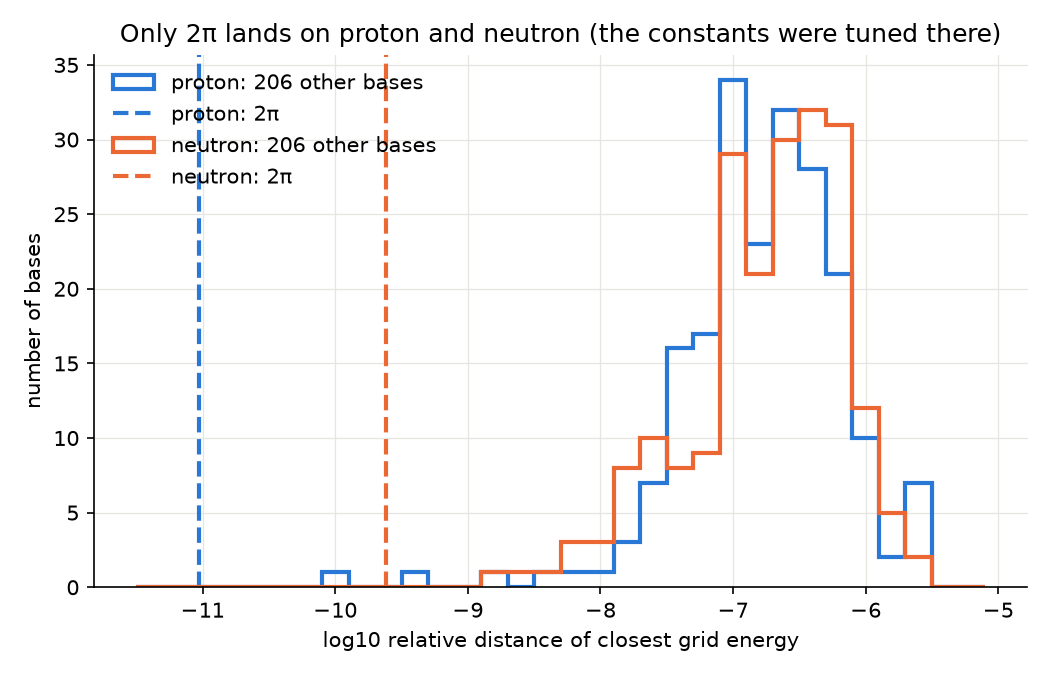 Only 2π lands on proton and neutron (the constants were tuned there)
proton: 206 other bases
proton: 2π
neutron: 206 other bases
neutron: 2π
number of bases
35
30
25
20
15
10
5
0
−11
−10
−9
−8
−7
−6
−5
log10 relative distance of closest grid energy